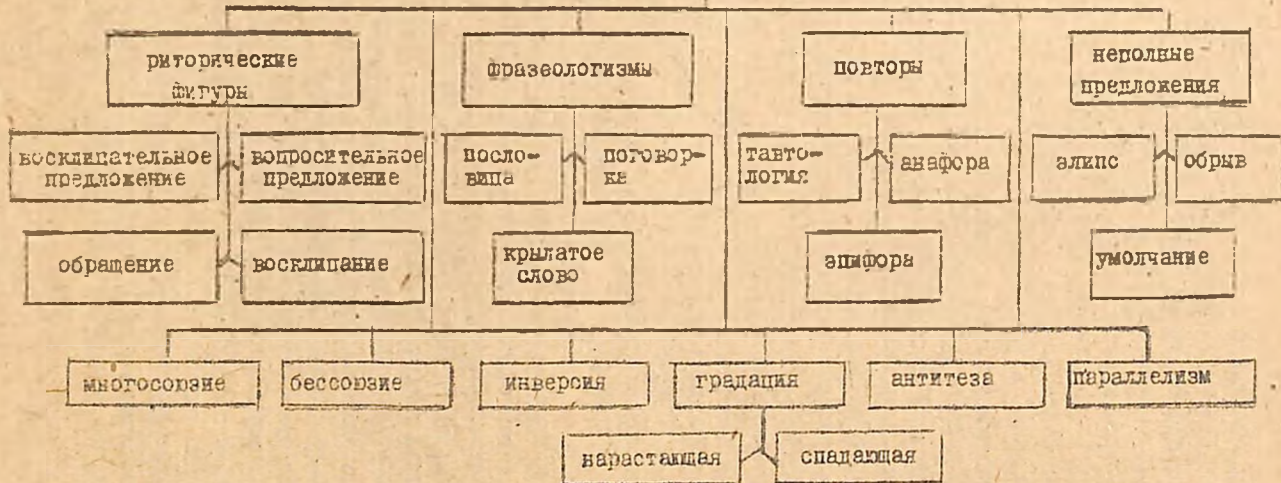 риторические
фигуры
фразеологизмы
повторы
неполные
предложения
восклицательное
предложение
вопросительное
предложение
посло-
вица
поговор-
ка
тавто-
логия
анафора
элипс
обрыв
обращение
восклицание
крылатое
слово
эпифора
умолчание
многосоюзие
бессоюзие
инверсия
градация
антитеза
параллелизм
нарастающая
спадающая